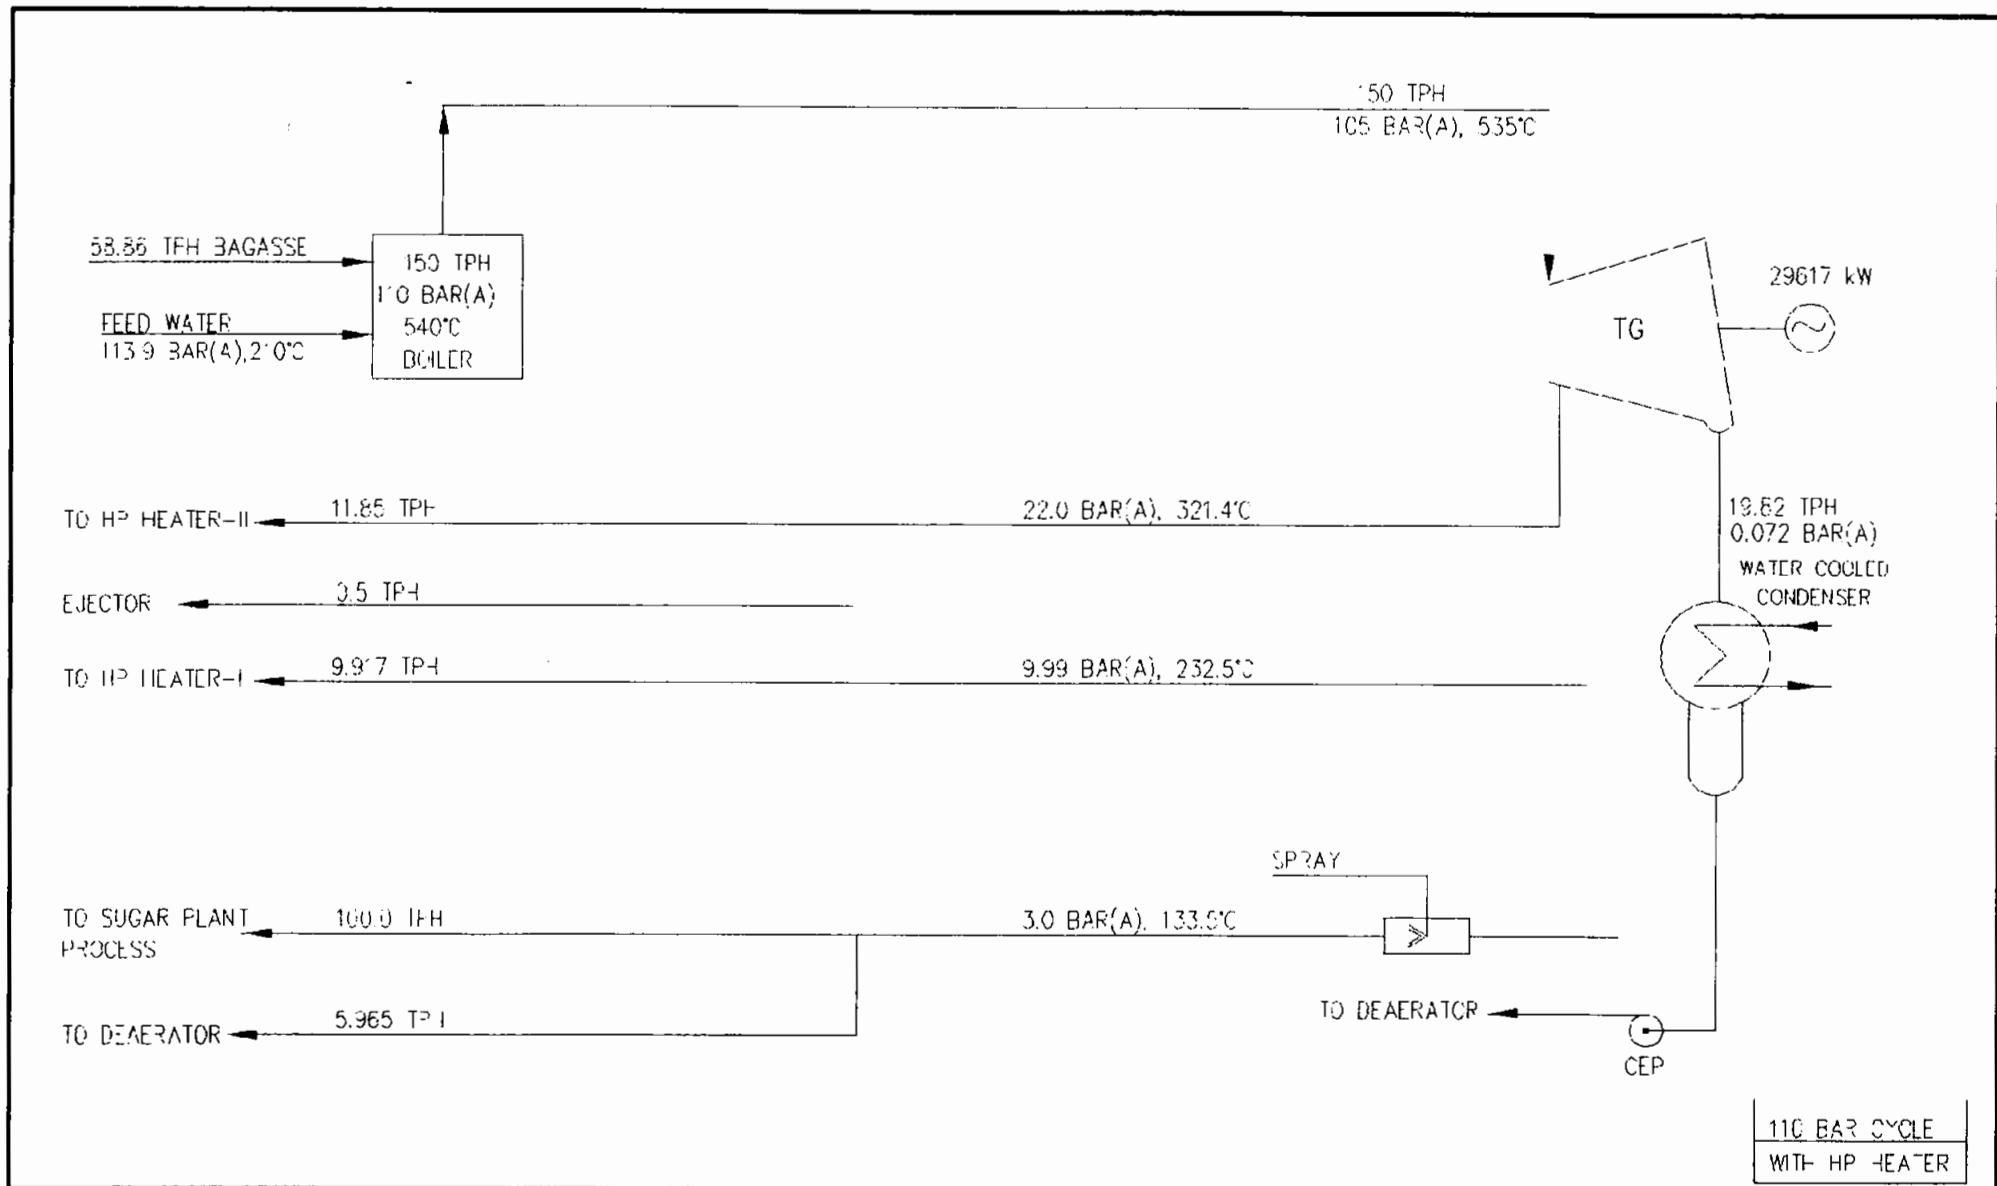 150 TPH
105 BAR(A), 535°C
58.86 TPH BAGASSE
FEED WATER
113.9 BAR(A),210°C
150 TPH
110 BAR(A)
540°C
BOILER
TG
29617 kW
TO HP HEATER-II
11.85 TPH
22.0 BAR(A), 321.4°C
19.82 TPH
0.072 BAR(A)
WATER COOLED
CONDENSER
EJECTOR
0.5 TPH
TO HP HEATER-I
9.917 TPH
9.99 BAR(A), 232.5°C
SPRAY
TO SUGAR PLANT
PROCESS
100.0 TPH
3.0 BAR(A),
TO DEAERATOR
5.965 TPH
TO DEAERATOR
CEP
110 BAR CYCLE
WITH HP HEATER